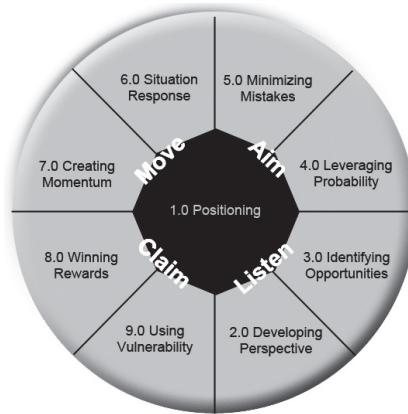 6.0 Situation
Response
5.0 Minimizing
Mistakes
7.0 Creating
Momentum
Move
Aim
4.0 Leveraging
Probability
1.0 Positioning
8.0 Winning
Rewards
Claim
Listen
3.0 Identifying
Opportunities
9.0 Using
Vulnerability
2.0 Developing
Perspective